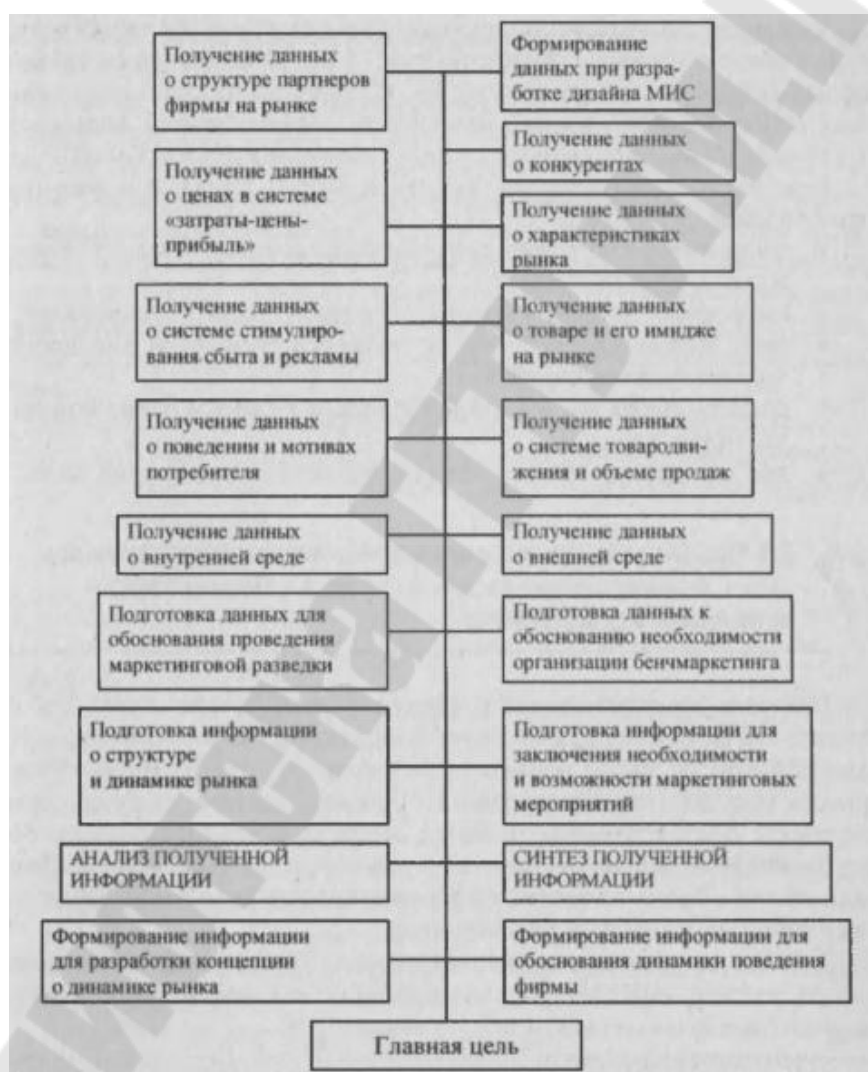 Получение данных
о структуре партнеров
фирмы на рынке
Формирование
данных при разра-
ботке дизайна МИС
Получение данных
о конкурентах
Получение данных
о ценах в системе
«затраты-цены-
прибыль»
Получение данных
о характеристиках
рынка
Получение данных
о системе стимулиро-
вания сбыта и рекламы
Получение данных
о товаре и его имидже
на рынке
Получение данных
о поведении и мотивах
потребителя
Получение данных
о системе товародви-
жения и объеме продаж
Получение данных
о внутренней среде
Получение данных
о внешней среде
Подготовка данных для
обоснования проведения
маркетинговой разведки
Подготовка данных к
обоснованию необходимости
организации бенчмаркетинга
Подготовка информации
о структуре
и динамике рынка
Подготовка информации для
заключения необходимости
и возможности маркетинговых
мероприятий
АНАЛИЗ ПОЛУЧЕННОЙ
ИНФОРМАЦИИ
СИНТЕЗ ПОЛУЧЕННОЙ
ИНФОРМАЦИИ
Формирование информации
для разработки концепции
о динамике рынка
Формирование информации для
обоснования динамики поведения
фирмы
Главная цель